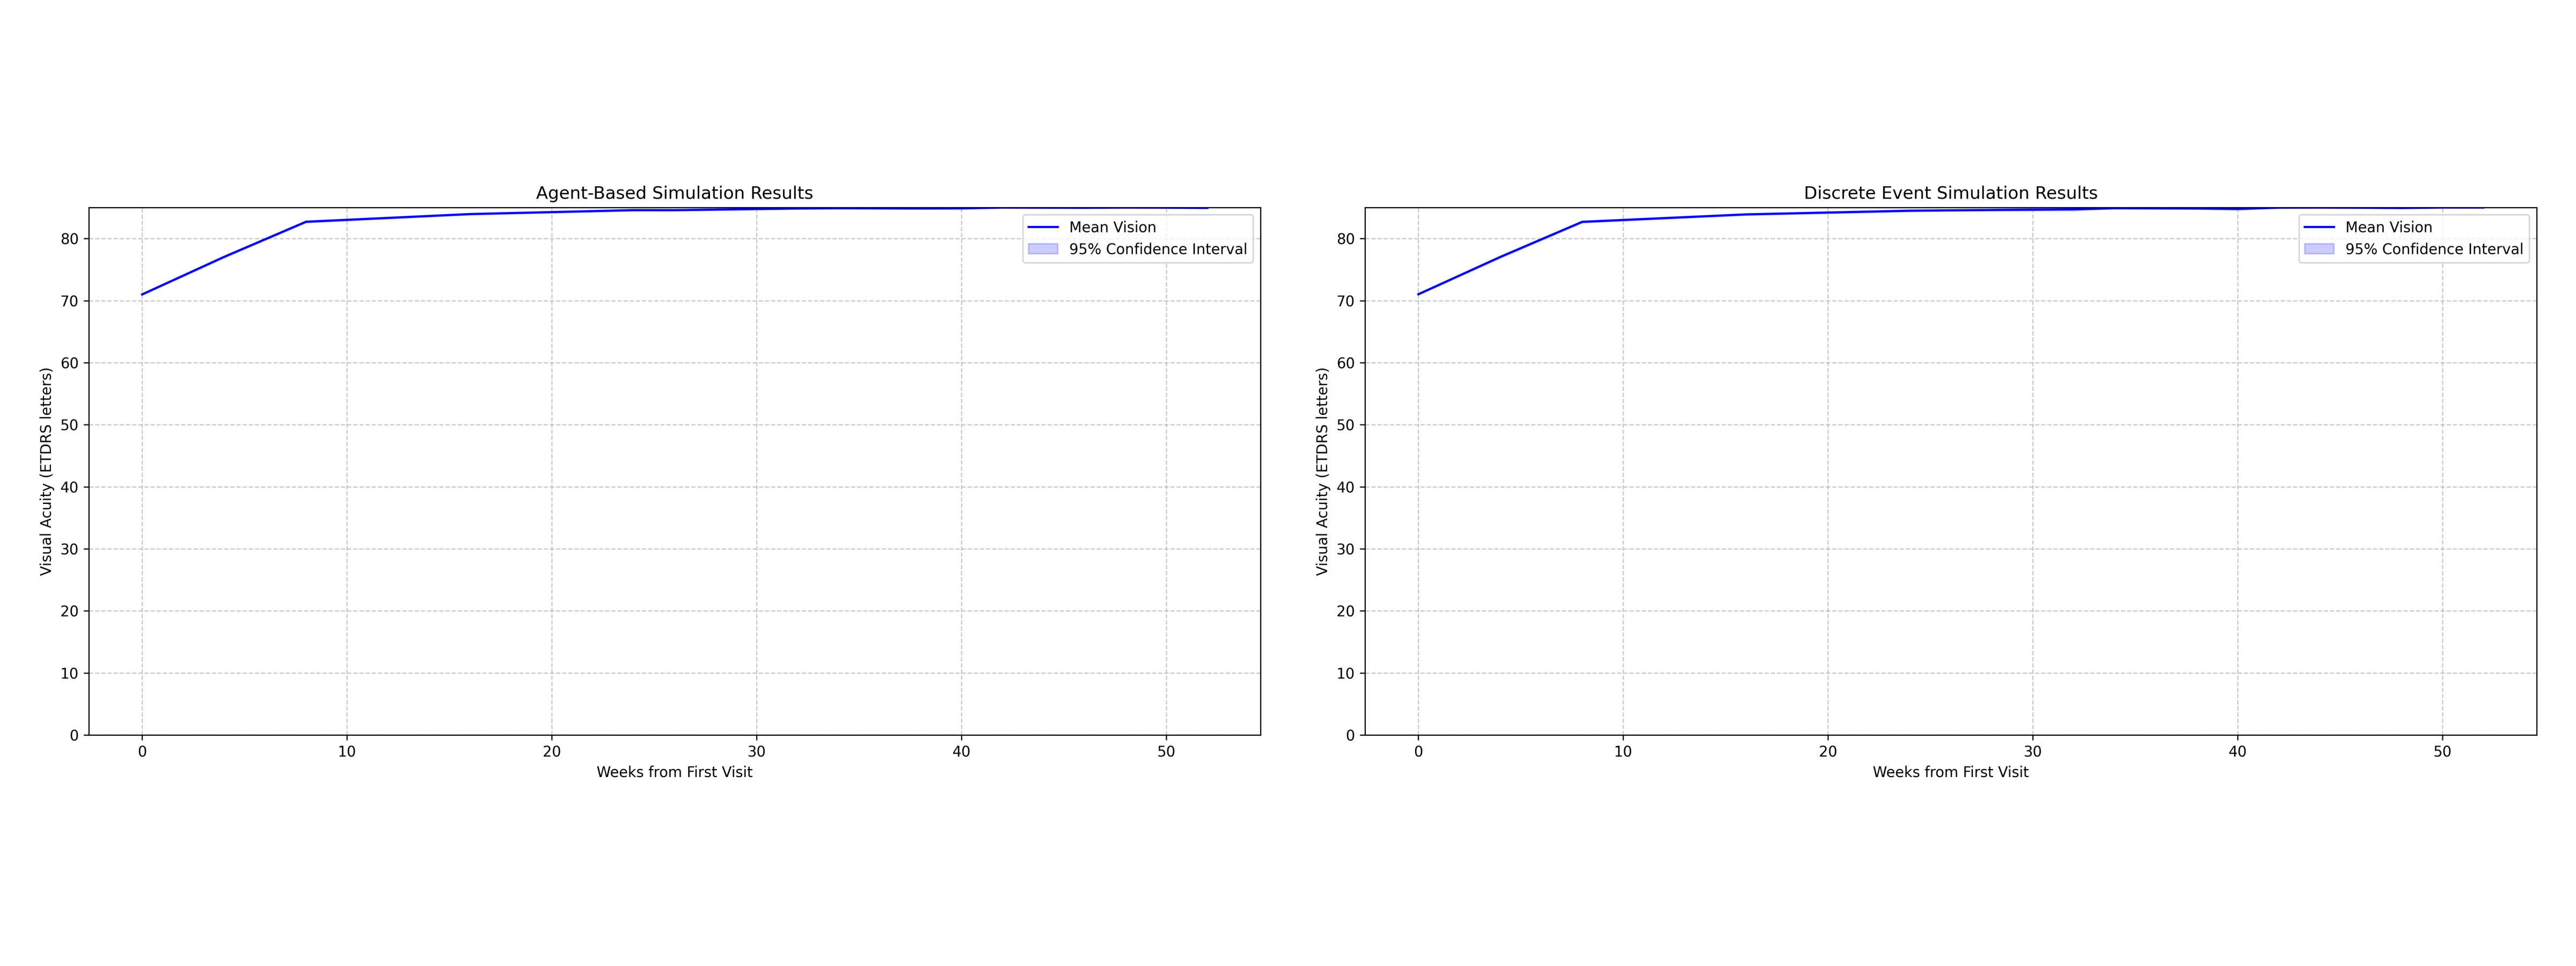 Agent-Based Simulation Results
Mean Vision
95% Confidence Interval
Visual Acuity (ETDRS letters)
80
70
60
50
40
30
20
10
0
0 10 20 30 40 50
Weeks from First Visit
Discrete Event Simulation Results
Mean Vision
95% Confidence Interval
Visual Acuity (ETDRS letters)
80
70
60
50
40
30
20
10
0
0 10 20 30 40 50
Weeks from First Visit